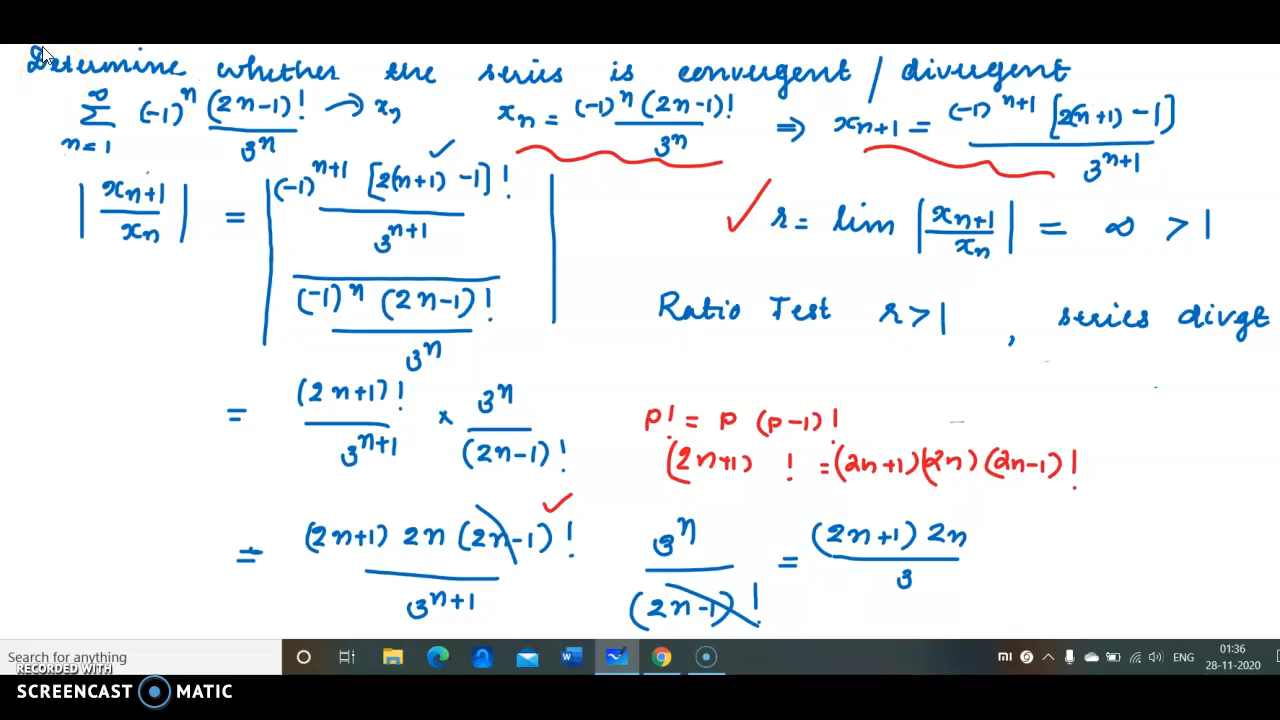 Determine whether the series is convergent / divergent
∞ Σ n=1 (-1)^n (2n-1)! / 3^n → x_n    x_n = (-1)^n (2n-1)! / 3^n ⇒ x_{n+1} = (-1)^{n+1} [2(n+1) -1] / 3^{n+1}
| x_{n+1} / x_n | = | (-1)^{n+1} [2(n+1) -1] ! / 3^{n+1} / (-1)^n (2n-1)! / 3^n |    ✓ r = lim | x_{n+1} / x_n | = ∞ > 1
Ratio Test r>1 , series divgt
= (2n+1)! / 3^{n+1} × 3^n / (2n-1)!
p! = p (p-1)!
(2n+1) ! = (2n+1)(2n)(2n-1)!
= (2n+1) 2n (2n-1) ! / 3^{n+1}    3^n / (2n-1) ! = (2n+1) 2n / 3
Search for anything
ENG
01:36
28-11-2020
RECORDED WITH
SCREENCAST MATIC